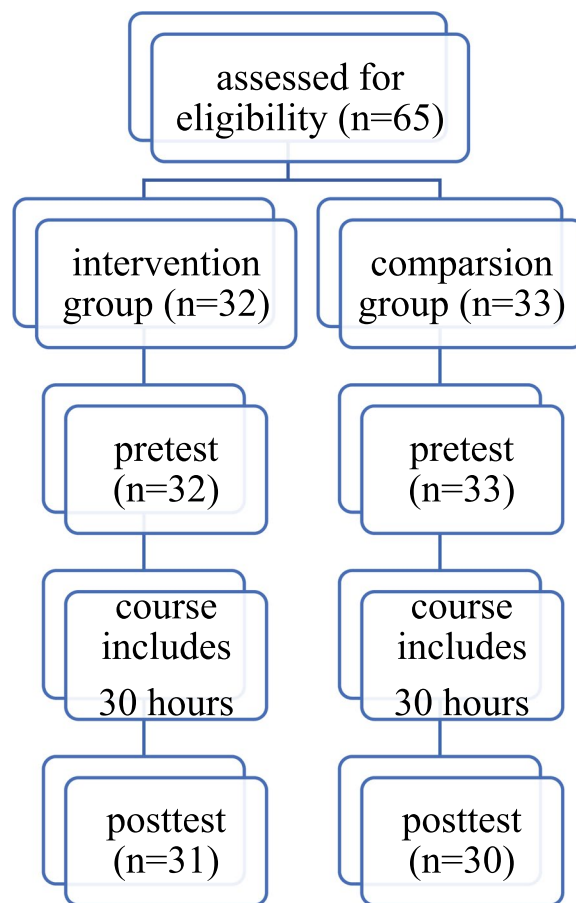 assessed for
eligibility (n=65)
intervention
group (n=32)
comparsion
group (n=33)
pretest
(n=32)
pretest
(n=33)
course
includes
30 hours
course
includes
30 hours
posttest
(n=31)
posttest
(n=30)